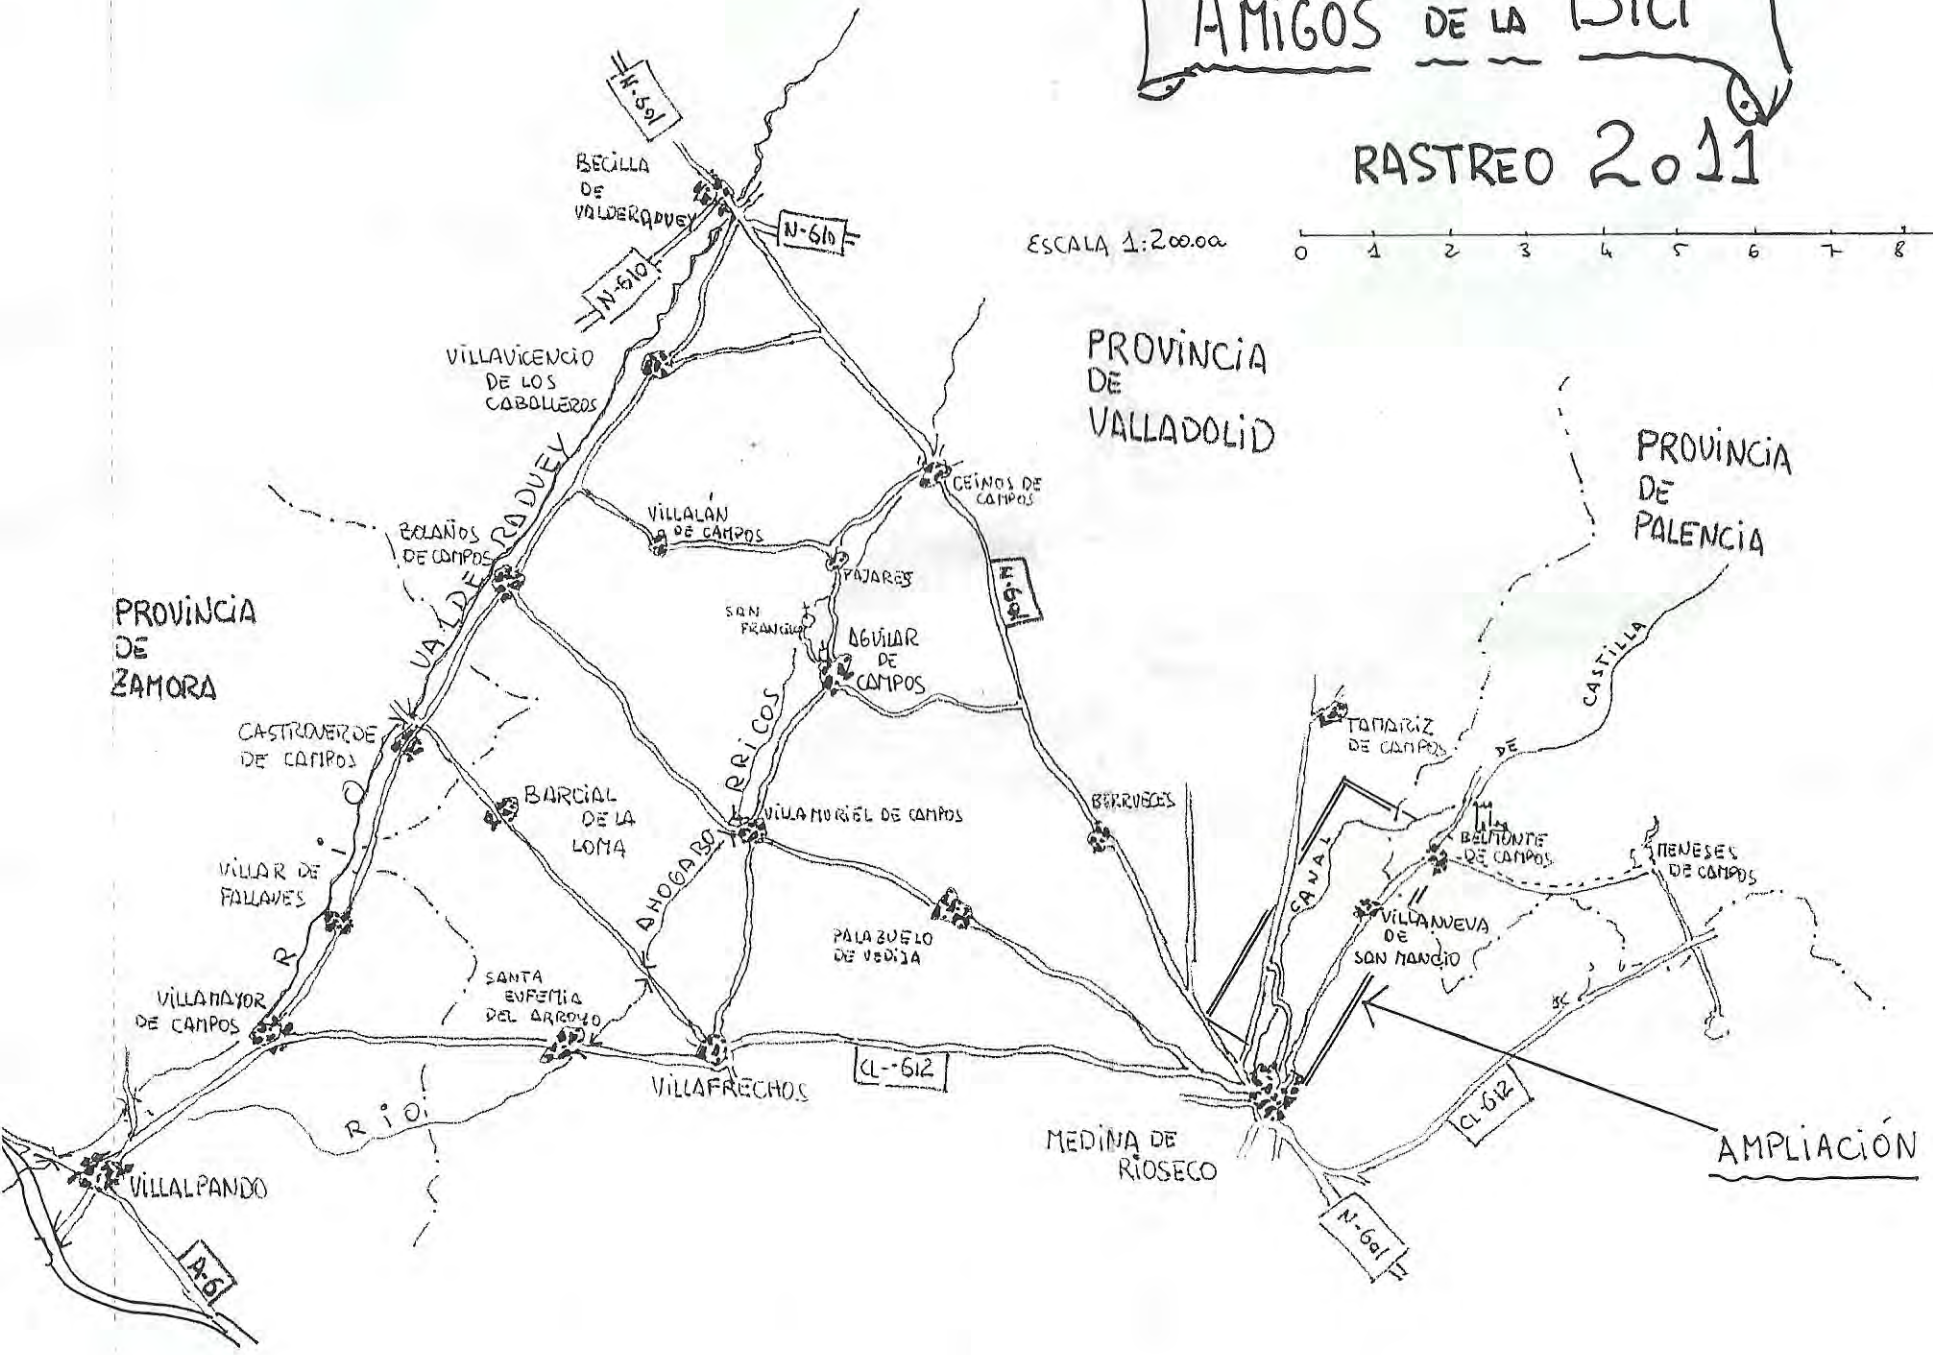 AMiGOS DE LA BiCi
RASTREO 2011
ESCALA 1:200.00
0 1 2 3 4 5 6 7 8
N-601
BECiLLA
DE
VALDERADUEY
N-610
N-610
PROViNCiA
DE
VALLADOLiD
PROViNCiA
DE
PALENCiA
ViLLAViCENCiO
DE LOS
CABALLEROS
CEiNOS DE
CAMPOS
ViLLALÁN
DE CAMPOS
BOLAÑOS
DE CAMPOS
PAJARES
N-601
PROViNCiA
DE
ZAMORA
SAN
FRANCISCO
AGUiLAR
DE
CAMPOS
RiO VALDERADUEY
CASTROVERDE
DE CAMPOS
TAMARiZ
DE CAMPOS
CANAL DE CASTiLLA
BARCiAL
DE LA
LOMA
RiO AHOGABORRiCOS
ViLLAMURiEL DE CAMPOS
BERRUECES
BELMONTE
DE CAMPOS
MENESES
DE CAMPOS
ViLLAR DE
FALLAVES
PALAZUELO
DE VEDiJA
ViLLANUEVA
DE
SAN MANCiO
ViLLAMAYOR
DE CAMPOS
SANTA
EUFEMiA
DEL ARROYO
ViLLAFRECHOS
CL-612
CL-612
MEDiNA DE
RiOSECO
AMPLiACiÓN
ViLLALPANDO
A-6
N-601